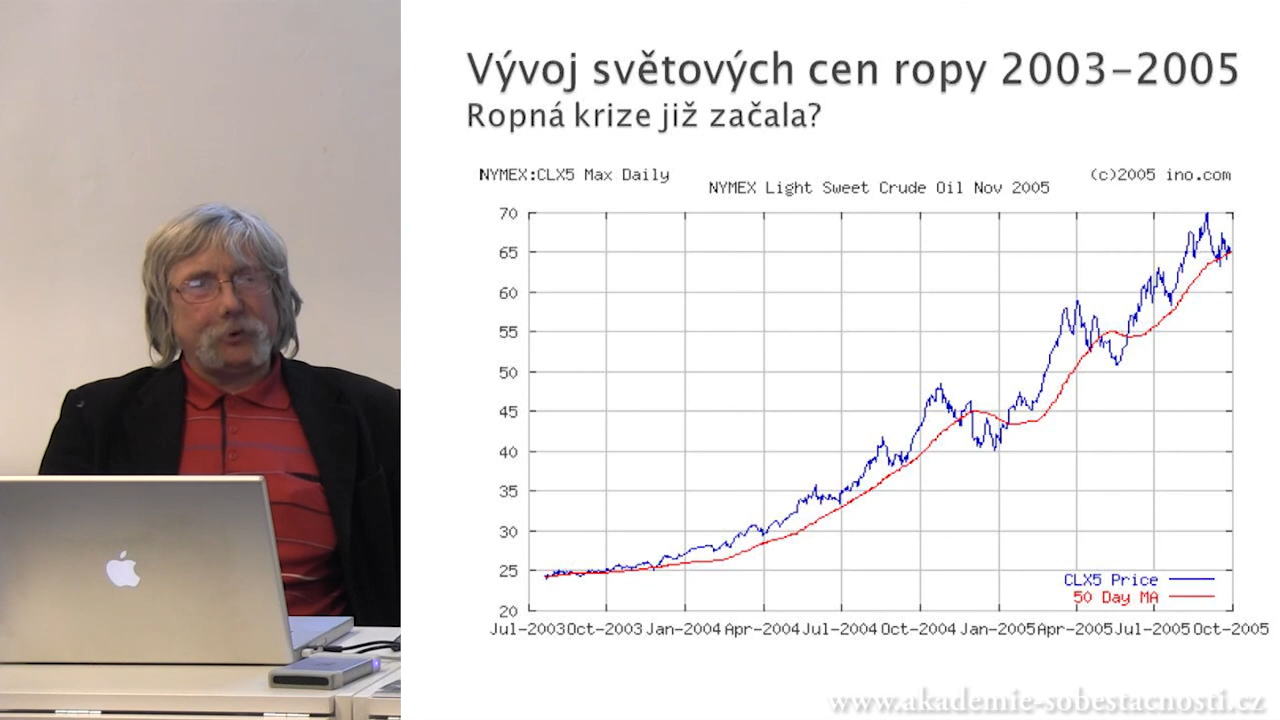 Vývoj světových cen ropy 2003-2005
Ropná krize již začala?
NYMEX:CLX5 Max Daily
(c)2005 ino.com
NYMEX Light Sweet Crude Oil Nov 2005
70
65
60
55
50
45
40
35
30
25
20
CLX5 Price
50 Day MA
Jul-2003 Oct-2003 Jan-2004 Apr-2004 Jul-2004 Oct-2004 Jan-2005 Apr-2005 Jul-2005 Oct-2005
www.akademie-sobestacnosti.cz